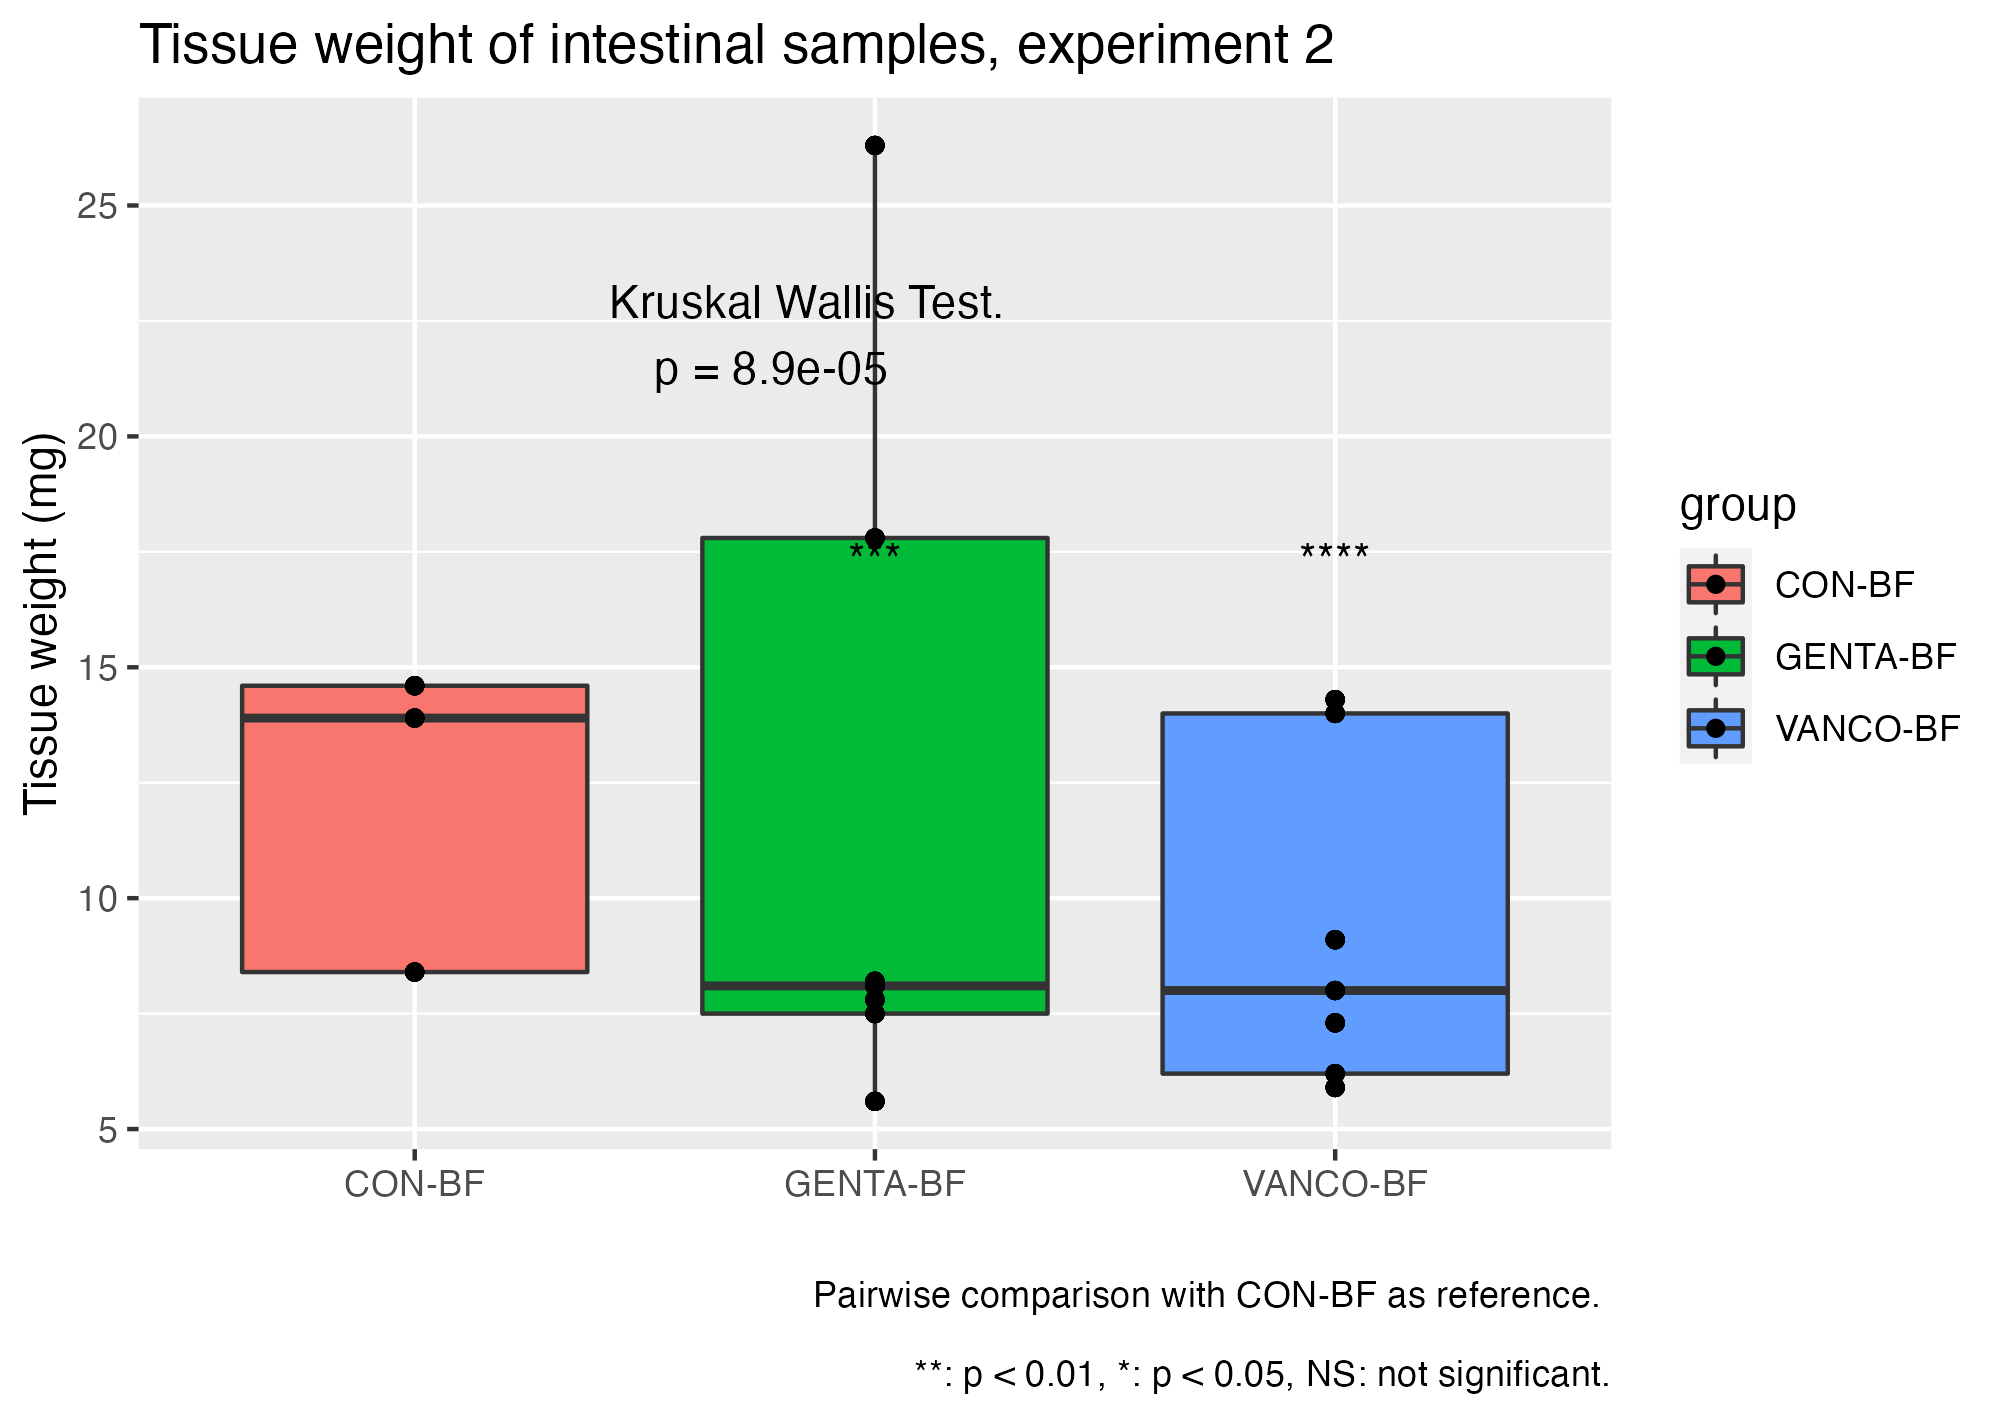 Tissue weight of intestinal samples, experiment 2
Tissue weight (mg)
25
20
15
10
5
Kruskal Wallis Test.
p = 8.9e-05
***
****
CON-BF
GENTA-BF
VANCO-BF
group
CON-BF
GENTA-BF
VANCO-BF
Pairwise comparison with CON-BF as reference.
**: p < 0.01, *: p < 0.05, NS: not significant.